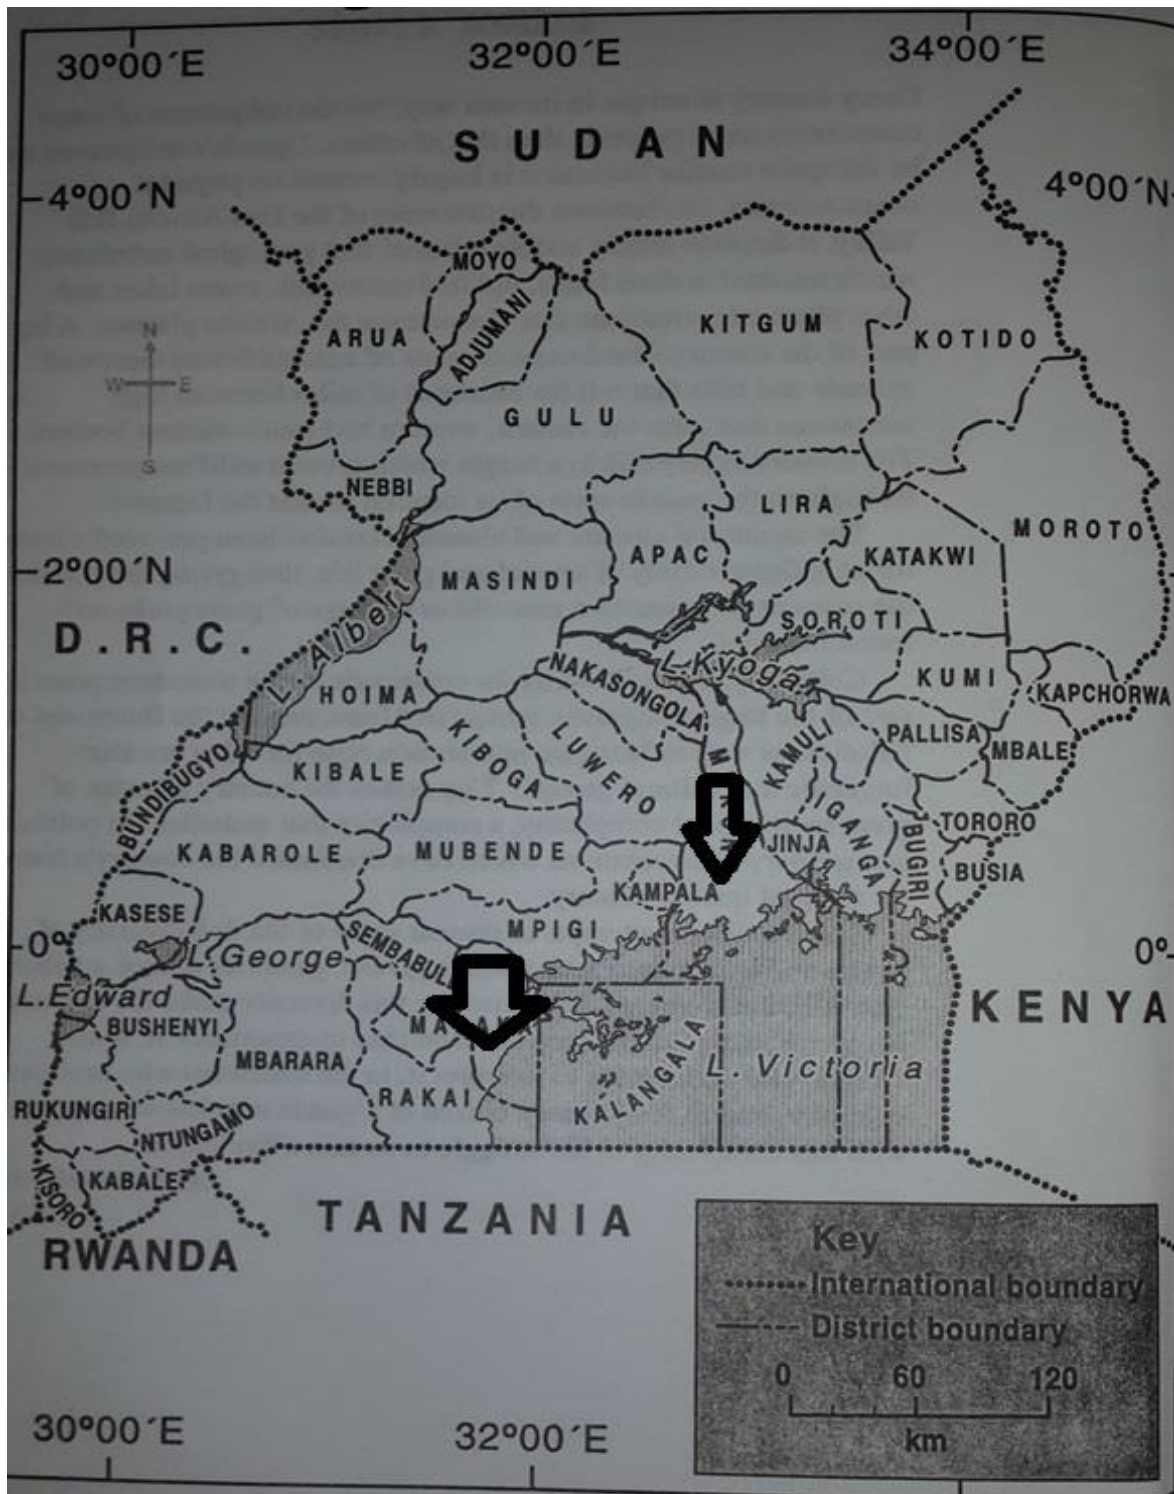 30°00´E 32°00´E 34°00´E
SUDAN
4°00´N 4°00´N
MOYO
ARUA
ADJUMANI
KITGUM
KOTIDO
N
W E
S
GULU
NEBBI
LIRA
MOROTO
2°00´N
APAC
KATAKWI
MASINDI
D.R.C.
L. Albert
SOROTI
L.Kyoga
NAKASONGOLA
KUMI
KAPCHORWA
HOIMA
KIBOGA
LUWERO
KAMULI
PALLISA
MBALE
BUNDIBUGYO
KIBALE
IGANGA
TORORO
KABAROLE
MUBENDE
JINJA
BUGIRI
BUSIA
KAMPALA
KASESE
MPIGI
0° 0°
L.George
SEMBABULE
L.Edward
KENYA
BUSHENYI
MBARARA
KALANGALA
L. Victoria
RAKAI
RUKUNGIRI
NTUNGAMO
KABALE
KISORO
TANZANIA
RWANDA
Key
International boundary
District boundary
0 60 120
km
30°00´E 32°00´E